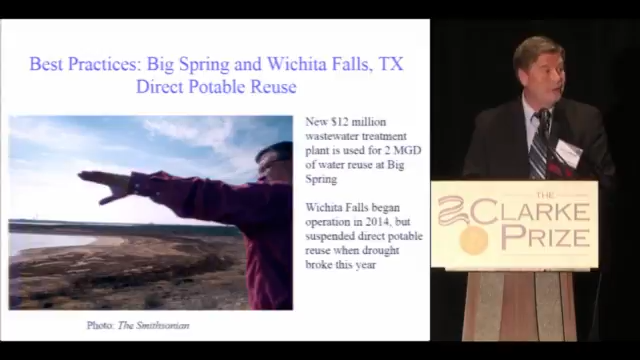 Best Practices: Big Spring and Wichita Falls, TX
Direct Potable Reuse
New $12 million
wastewater treatment
plant is used for 2 MGD
of water reuse at Big
Spring
Wichita Falls began
operation in 2014, but
suspended direct potable
reuse when drought
broke this year
Photo: The Smithsonian
THE
CLARKE
PRIZE